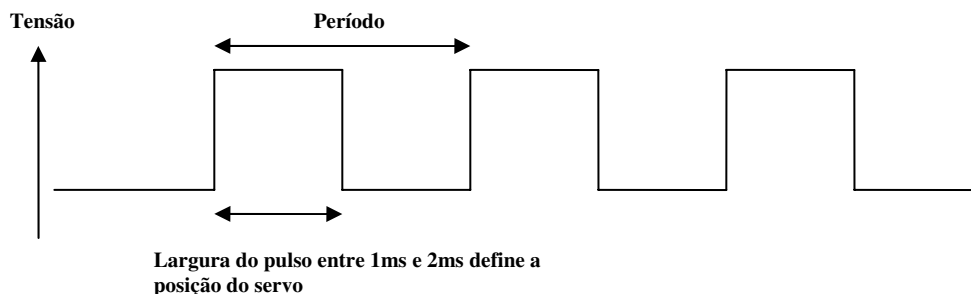 Tensão
Período
Largura do pulso entre 1ms e 2ms define a
posição do servo